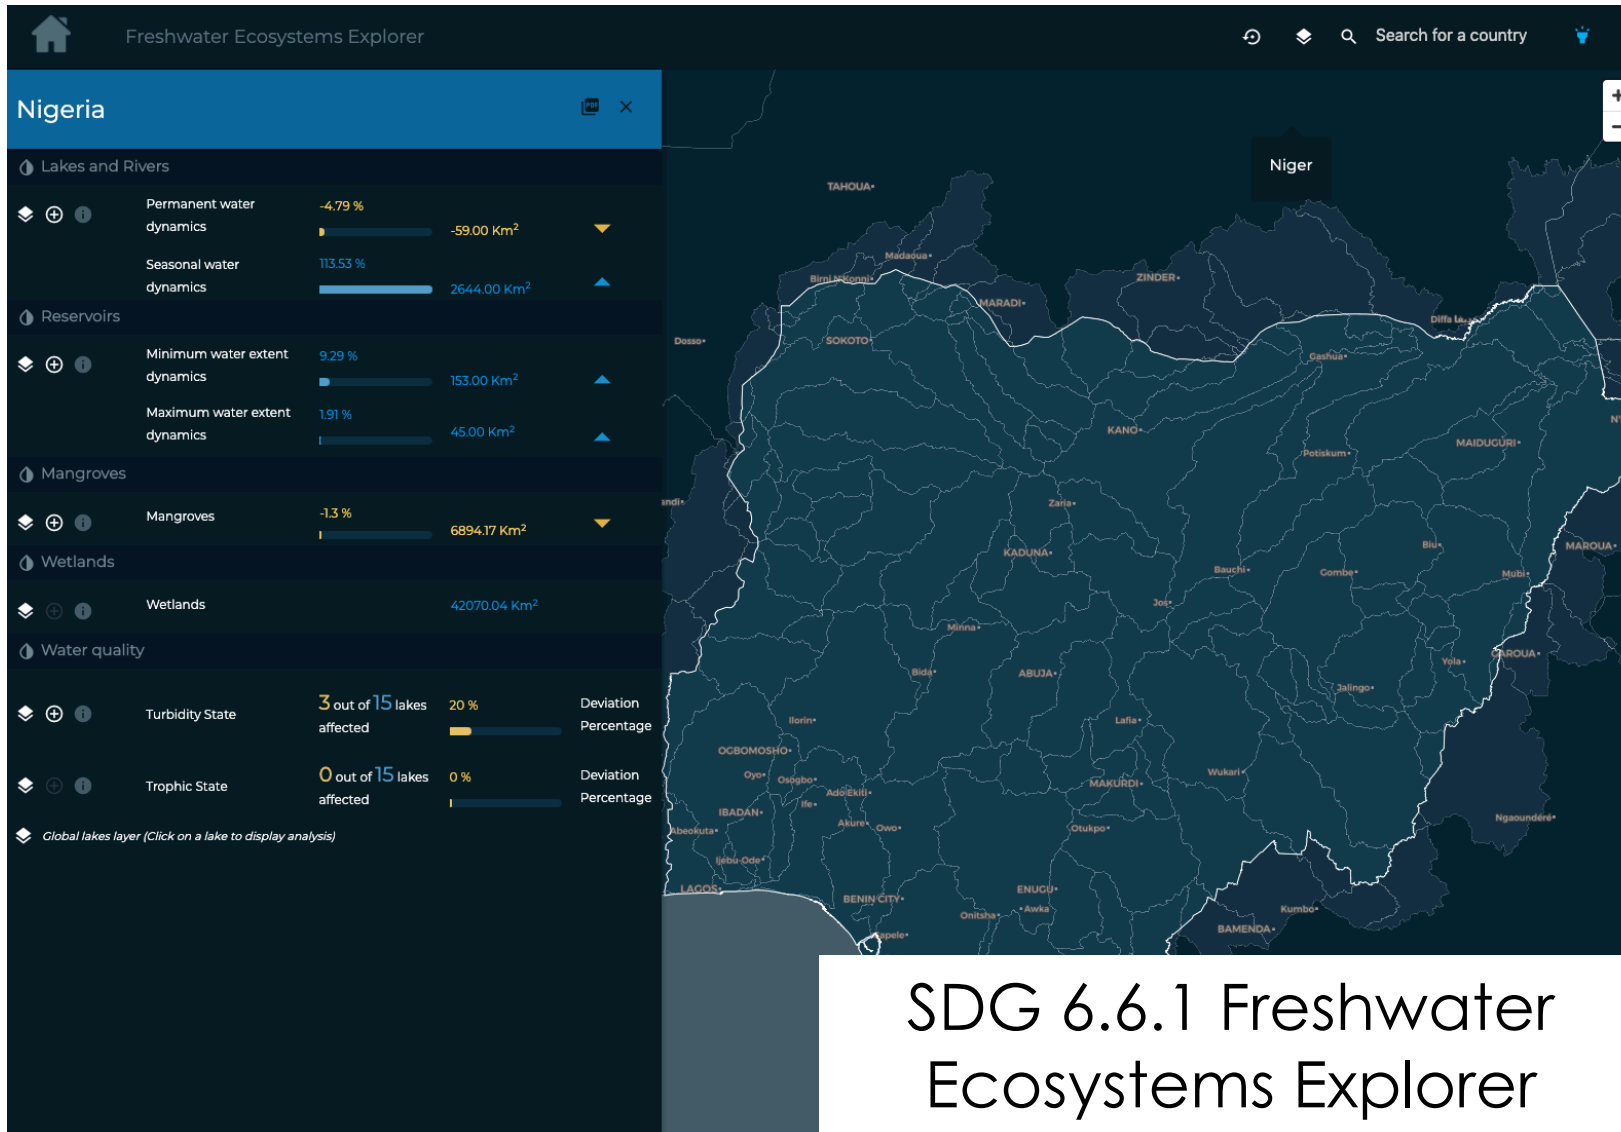 Freshwater Ecosystems Explorer
Search for a country
Nigeria
PDF
Lakes and Rivers
Permanent water
dynamics
-4.79 %
-59.00 Km²
Seasonal water
dynamics
113.53 %
2644.00 Km²
Reservoirs
Minimum water extent
dynamics
9.29 %
153.00 Km²
Maximum water extent
dynamics
1.91 %
45.00 Km²
Mangroves
Mangroves
-1.3 %
6894.17 Km²
Wetlands
Wetlands
42070.04 Km²
Water quality
Turbidity State
3 out of 15 lakes
affected
20 %
Deviation
Percentage
Trophic State
0 out of 15 lakes
affected
0 %
Deviation
Percentage
Global lakes layer (Click on a lake to display analysis)
+
−
Niger
TAHOUA
Madaoua
Birni N'Konni
ZINDER
MARADI
Diffa
Dosso
SOKOTO
Gashua
KANO
MAIDUGURI
Potiskum
Zaria
KADUNA
Biu
MAROUA
Bauchi
Gombe
Mubi
Jos
Minna
Bida
ABUJA
Yola
GAROUA
Jalingo
Ilorin
Lafia
OGBOMOSHO
Oyo
Osogbo
Wukari
MAKURDI
Ado Ekiti
Ife
IBADAN
Akure
Owo
Otukpo
Ngaoundéré
Abeokuta
Ijebu-Ode
LAGOS
ENUGU
BENIN CITY
Awka
Onitsha
Kumbo
BAMENDA
Sapele
SDG 6.6.1 Freshwater
Ecosystems Explorer